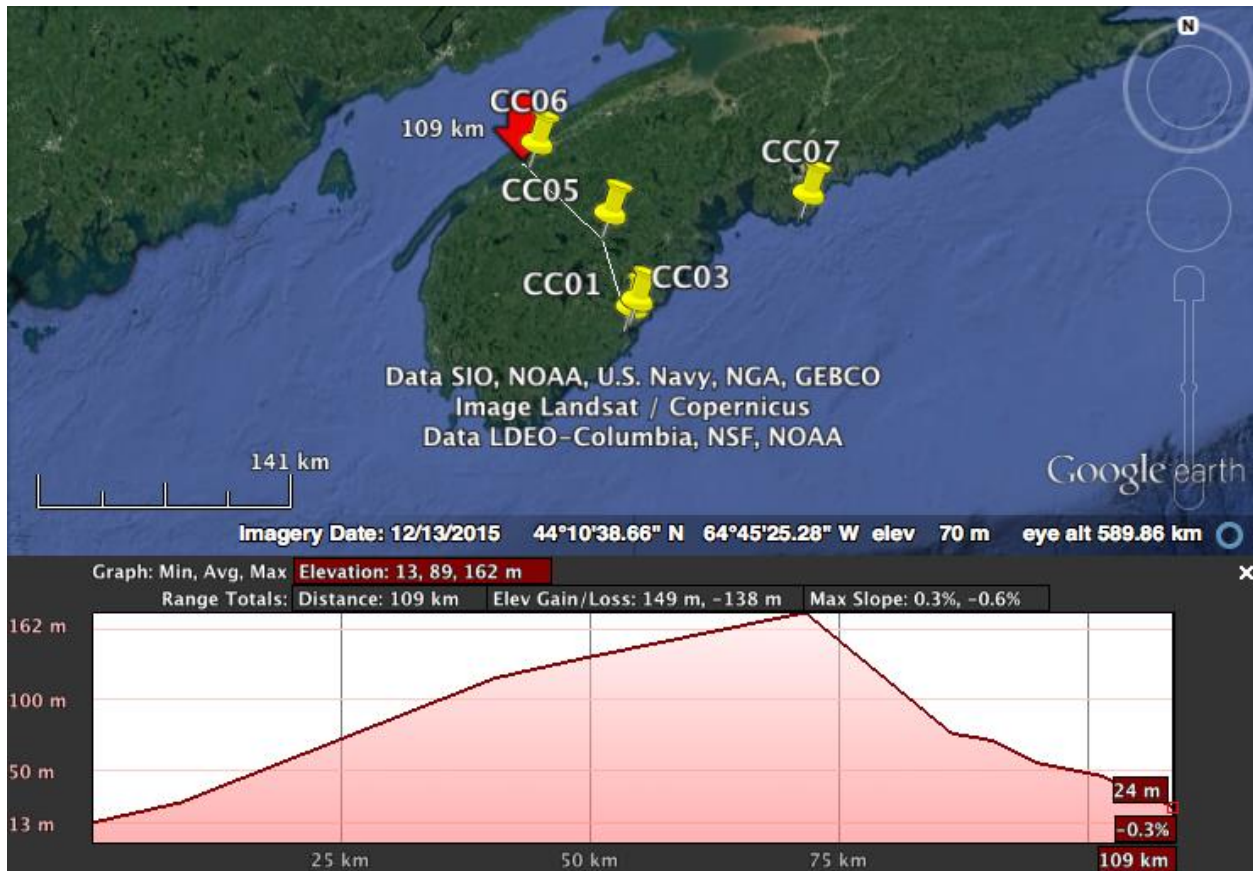 N
CC06
109 km
CC07
CC05
CC01 CC03
Data SIO, NOAA, U.S. Navy, NGA, GEBCO
Image Landsat / Copernicus
Data LDEO-Columbia, NSF, NOAA
141 km
Google earth
Imagery Date: 12/13/2015 44°10'38.66" N 64°45'25.28" W elev 70 m eye alt 589.86 km
Graph: Min, Avg, Max Elevation: 13, 89, 162 m
Range Totals: Distance: 109 km Elev Gain/Loss: 149 m, -138 m Max Slope: 0.3%, -0.6%
162 m
100 m
50 m
24 m
13 m
-0.3%
25 km 50 km 75 km 109 km